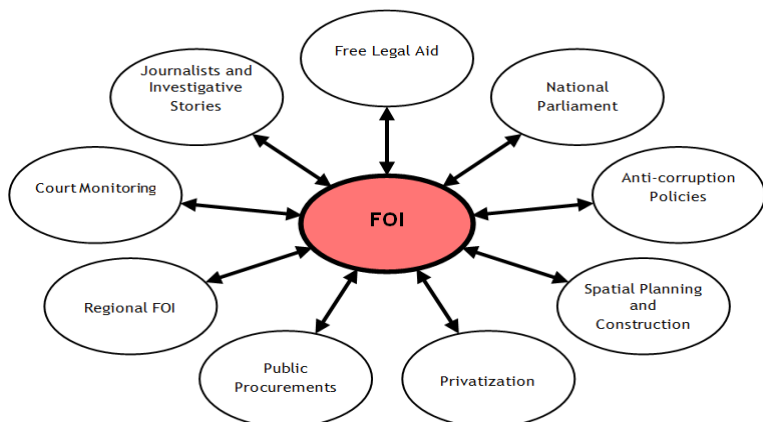 Free Legal Aid
Journalists and
Investigative
Stories
National
Parliament
Court Monitoring
FOI
Anti-corruption
Policies
Regional FOI
Spatial Planning
and
Construction
Public
Procurements
Privatization